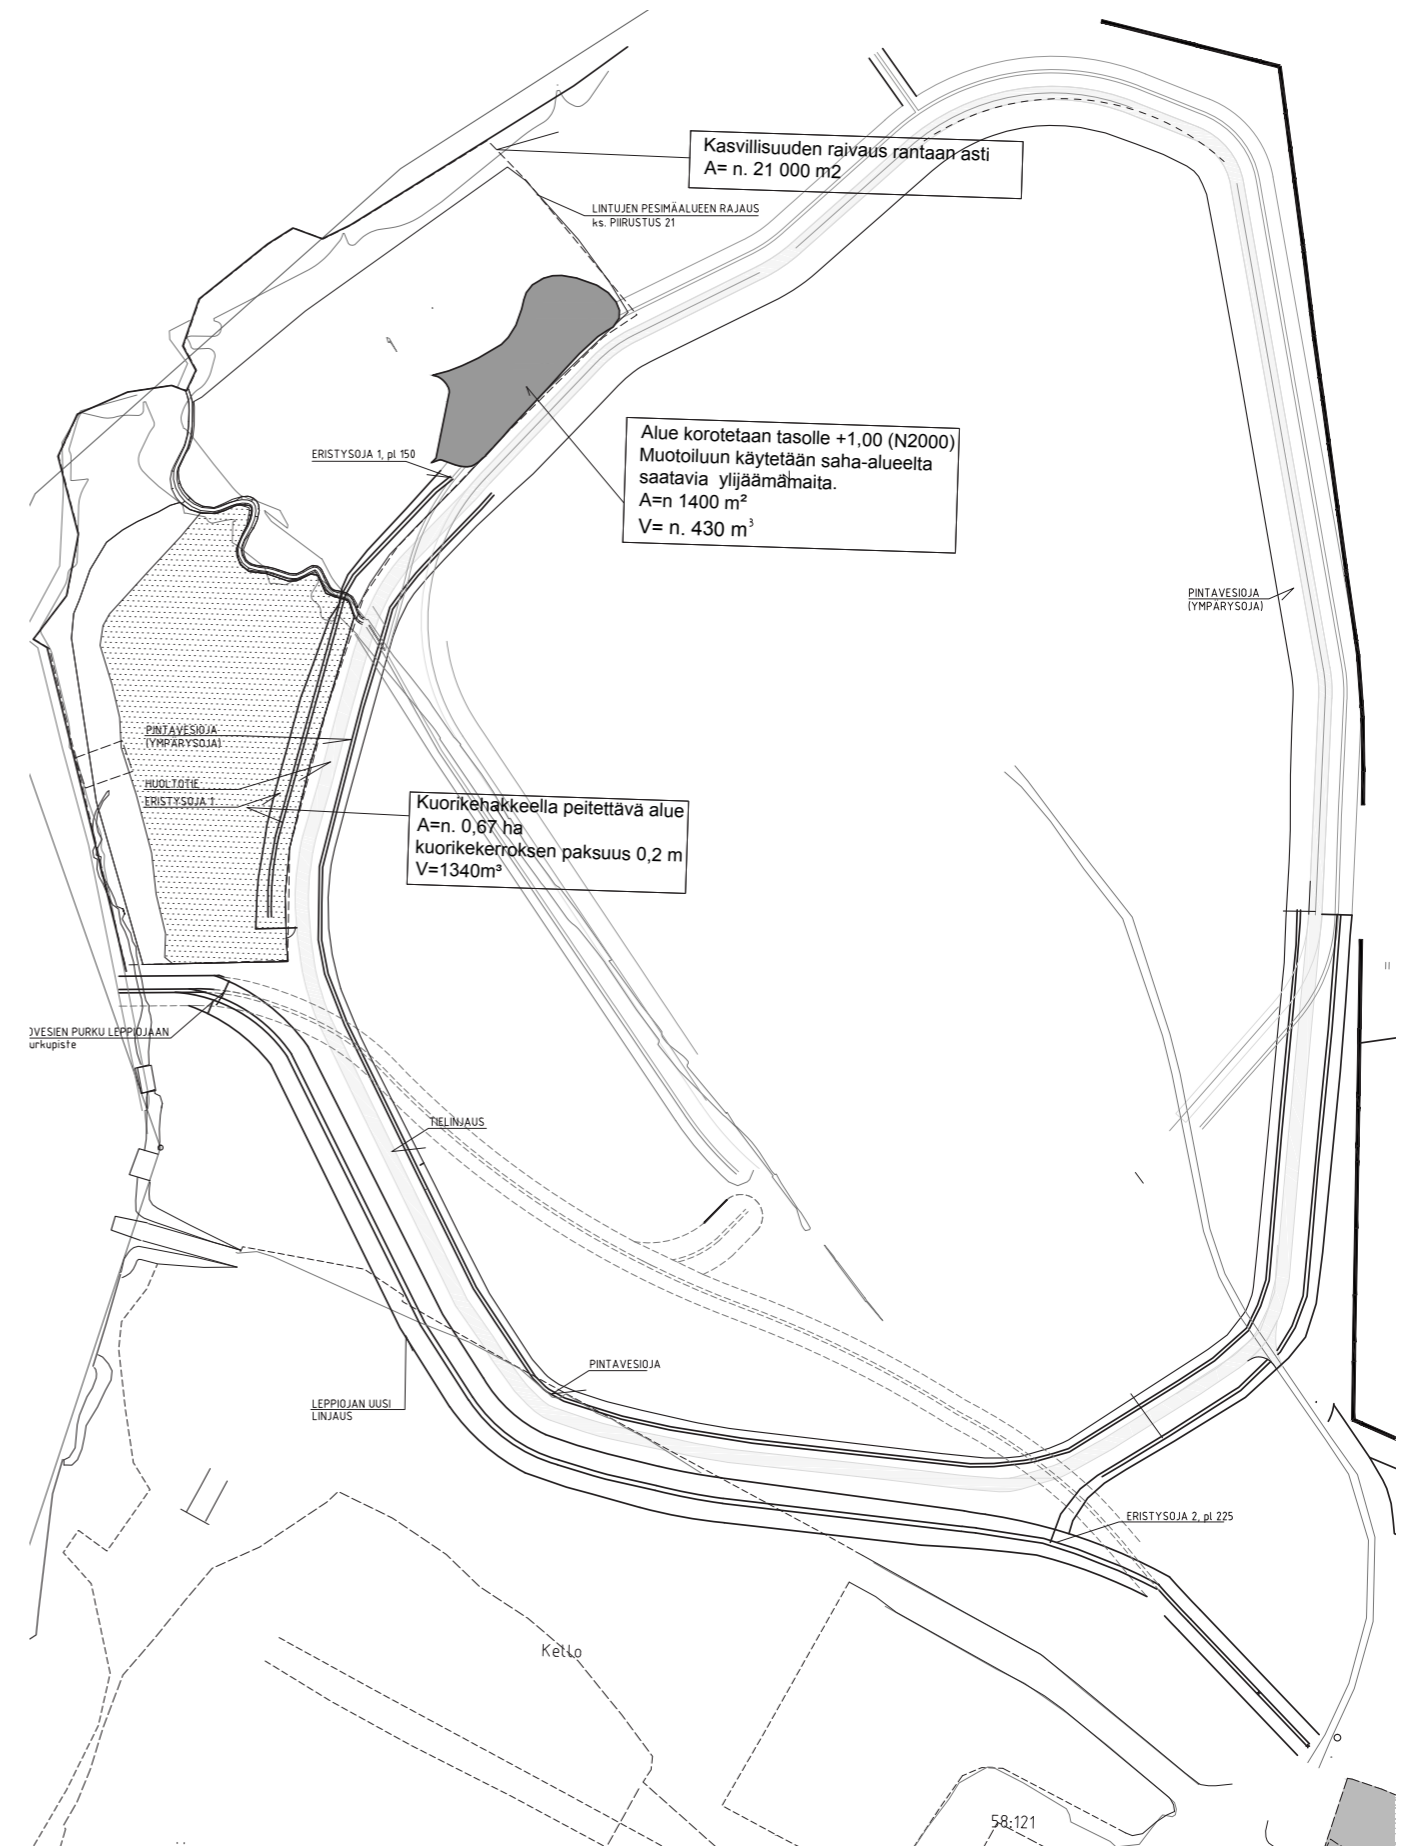 Kasvillisuuden raivaus rantaan asti
A= n. 21 000 m2
LINTUJEN PESIMÄALUEEN RAJAUS
ks. PIIRUSTUS 21
Alue korotetaan tasolle +1,00 (N2000)
Muotoiluun käytetään saha-alueelta
saatavia ylijäämämaita.
A=n 1400 m²
V= n. 430 m³
ERISTYSOJA 1, pl 150
PINTAVESIOJA
(YMPÄRYSOJA)
PINTAVESIOJA
(YMPÄRYSOJA)
HUOLTOTIE
ERISTYSOJA 1
Kuorikehakkeella peitettävä alue
A=n. 0,67 ha
kuorikekerroksen paksuus 0,2 m
V=1340m³
OVESIEN PURKU LEPPIOJAAN
urkupiste
TIELINJAUS
PINTAVESIOJA
LEPPIOJAN UUSI
LINJAUS
ERISTYSOJA 2, pl 225
Kello
58:121